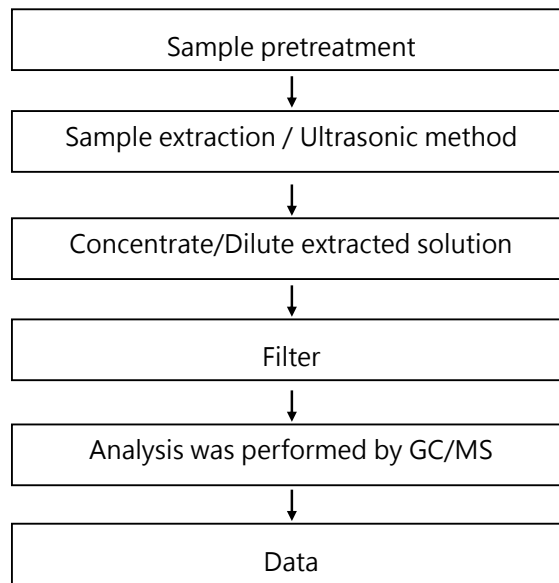 Sample pretreatment
Sample extraction / Ultrasonic method
Concentrate/Dilute extracted solution
Filter
Analysis was performed by GC/MS
Data